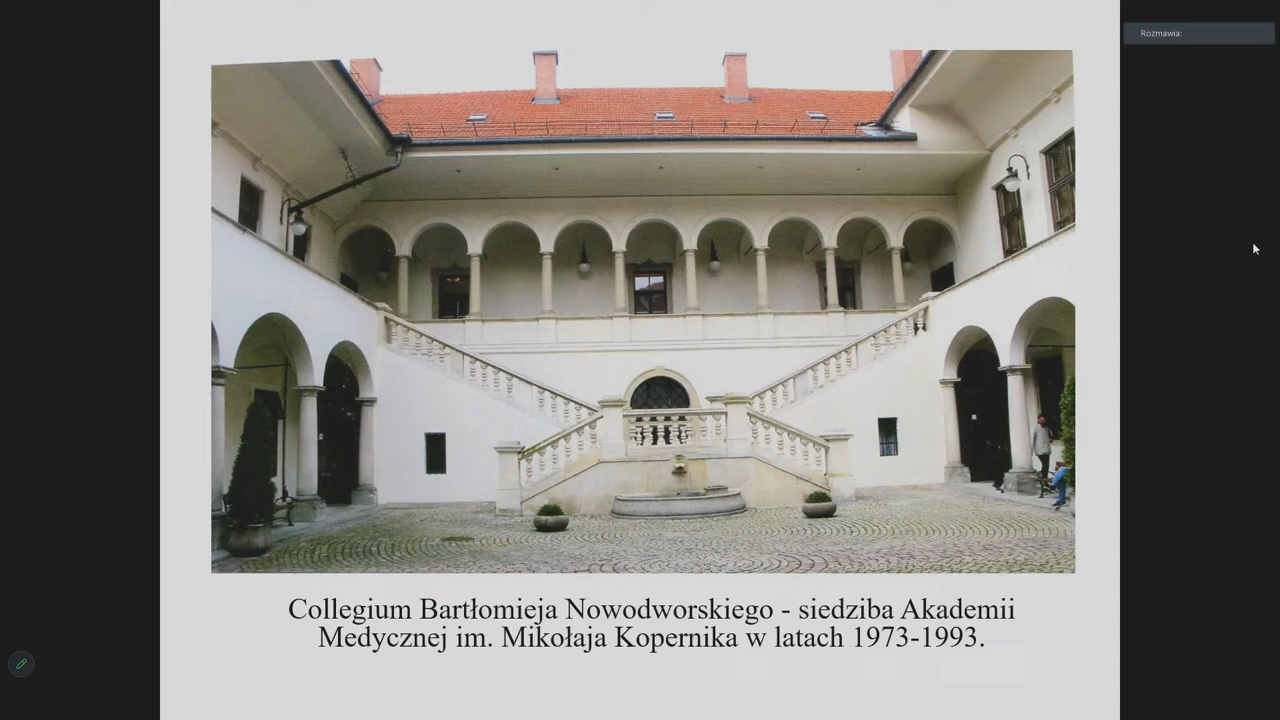 Rozmawia:
Collegium Bartłomieja Nowodworskiego - siedziba Akademii
Medycznej im. Mikołaja Kopernika w latach 1973-1993.